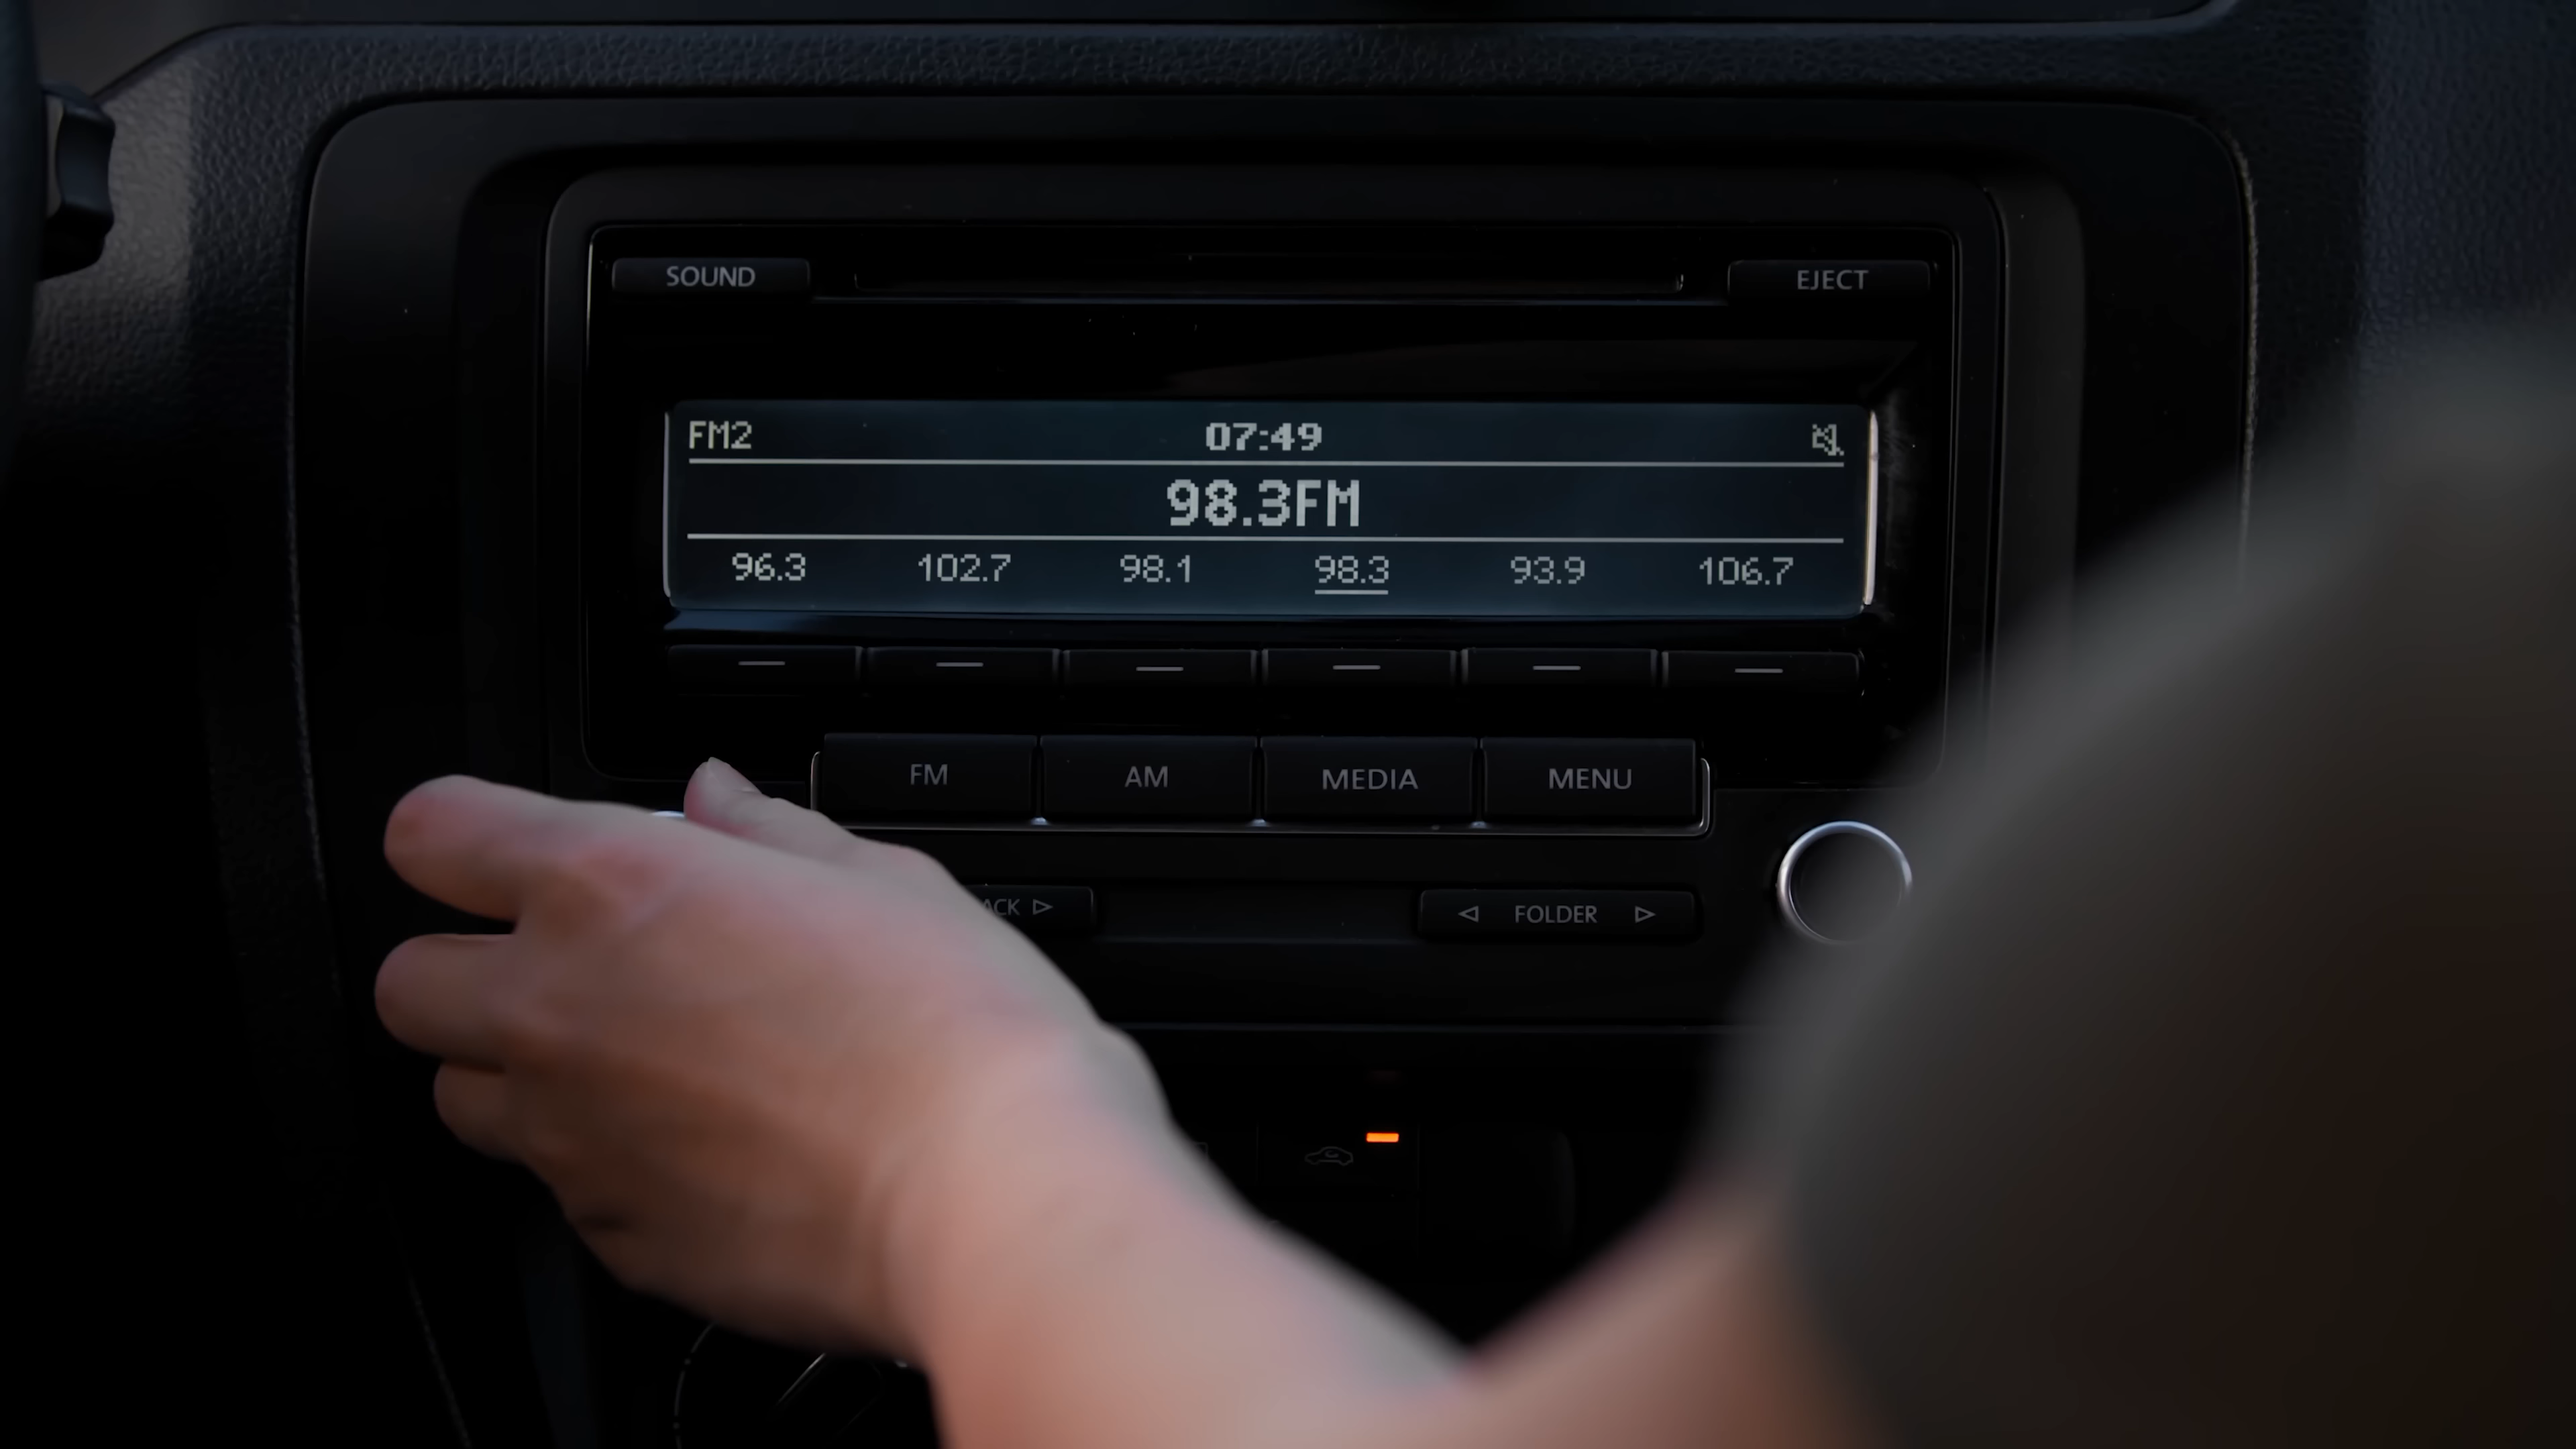 SOUND EJECT
FM2 07:49
98.3FM
96.3 102.7 98.1 98.3 93.9 106.7
FM AM MEDIA MENU
ACK FOLDER